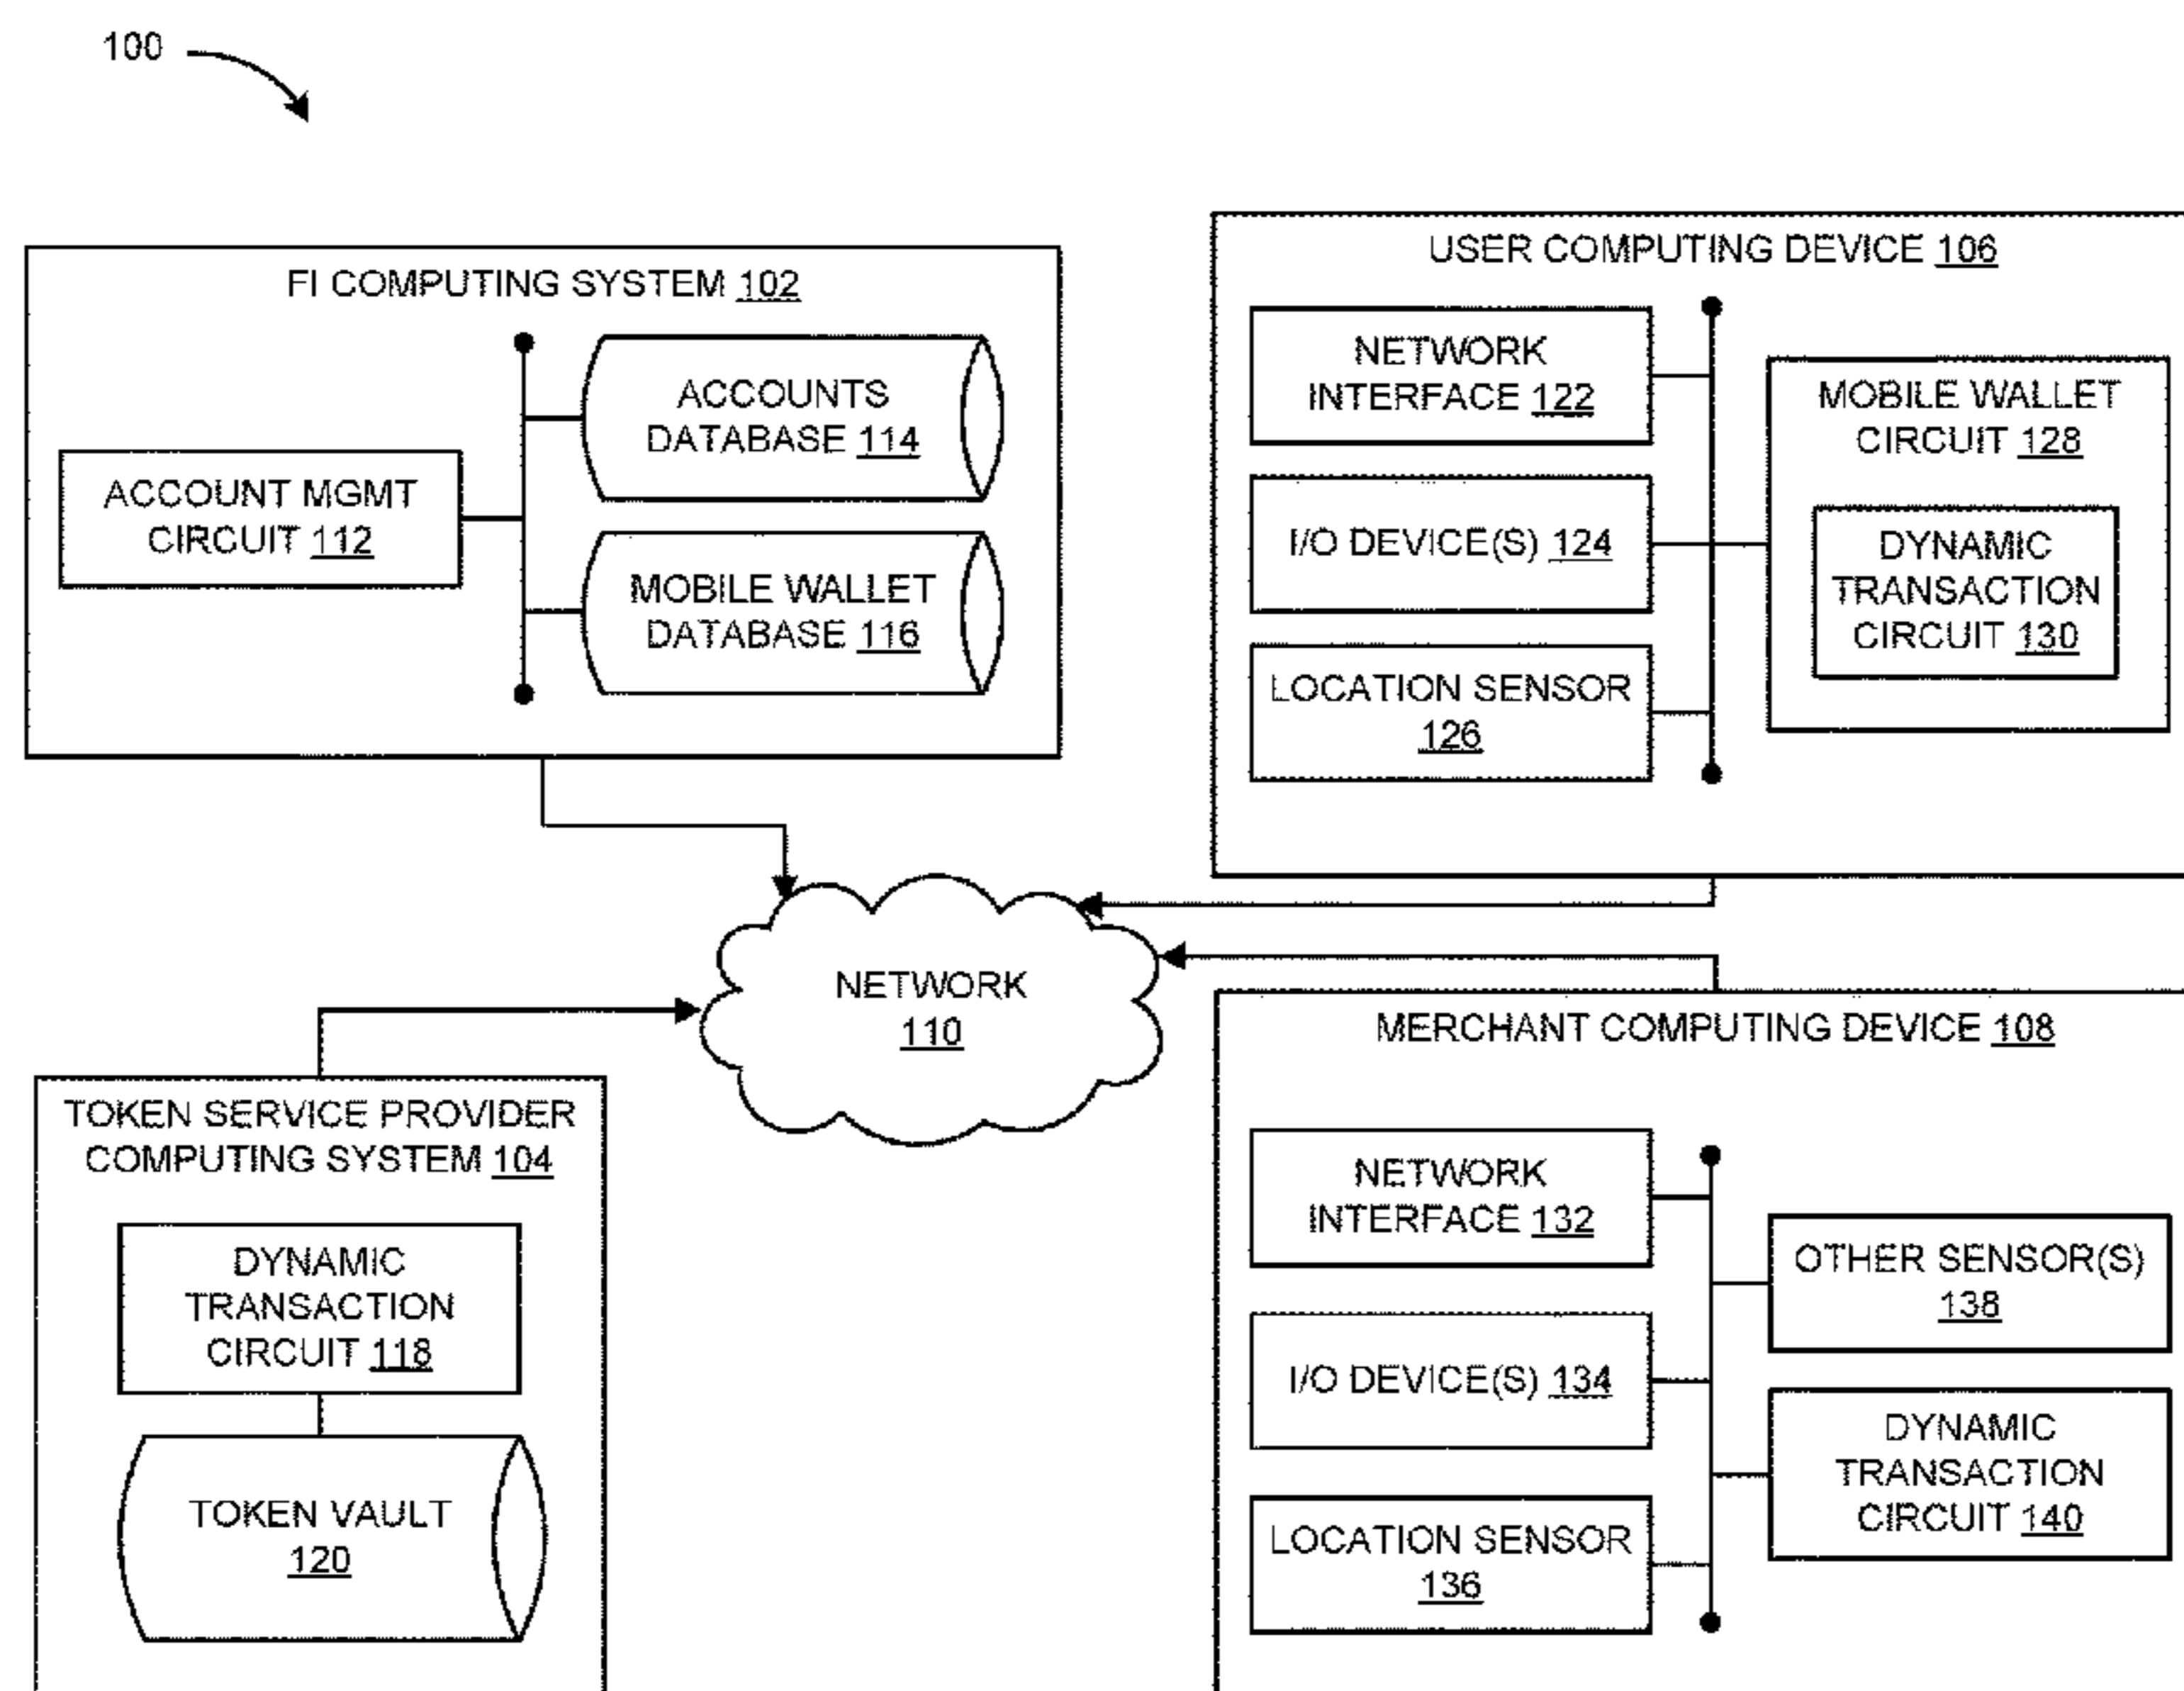 100
FI COMPUTING SYSTEM 102
ACCOUNT MGMT
CIRCUIT 112
ACCOUNTS
DATABASE 114
MOBILE WALLET
DATABASE 116
USER COMPUTING DEVICE 106
NETWORK
INTERFACE 122
I/O DEVICE(S) 124
LOCATION SENSOR
126
MOBILE WALLET
CIRCUIT 128
DYNAMIC
TRANSACTION
CIRCUIT 130
NETWORK
110
TOKEN SERVICE PROVIDER
COMPUTING SYSTEM 104
DYNAMIC
TRANSACTION
CIRCUIT 118
TOKEN VAULT
120
MERCHANT COMPUTING DEVICE 108
NETWORK
INTERFACE 132
I/O DEVICE(S) 134
LOCATION SENSOR
136
OTHER SENSOR(S)
138
DYNAMIC
TRANSACTION
CIRCUIT 140